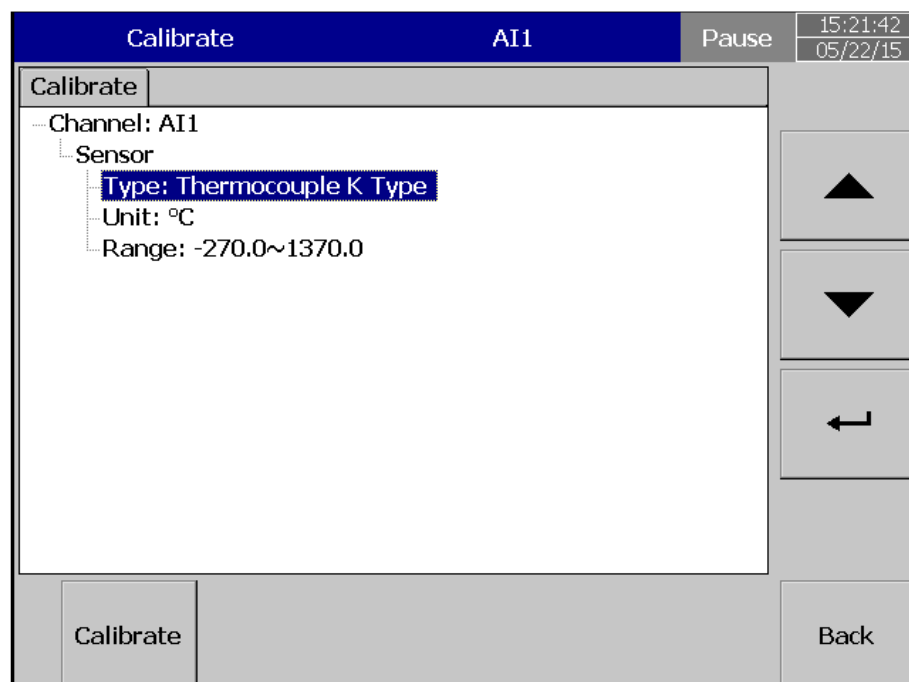 Calibrate AI1 Pause 15:21:42
05/22/15
Calibrate
Channel: AI1
Sensor
Type: Thermocouple K Type
Unit: ºC
Range: -270.0~1370.0
Calibrate Back